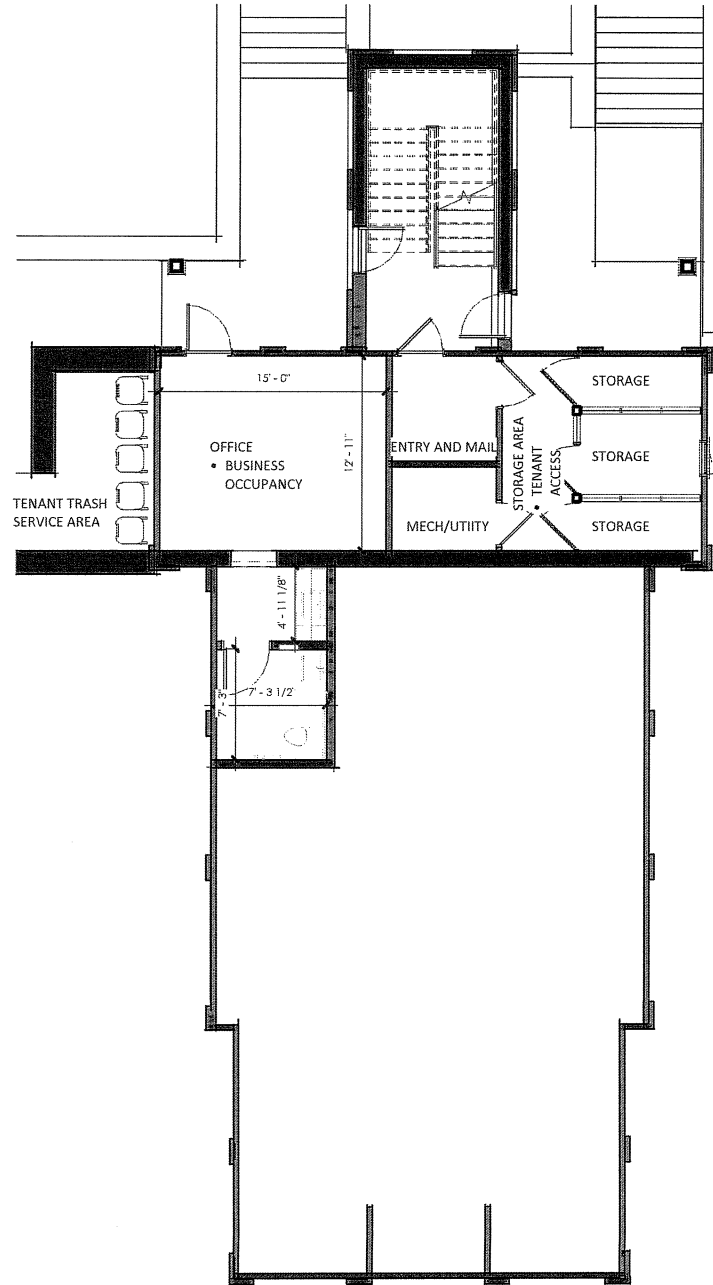 STORAGE
15' - 0"
12' - 11"
OFFICE
• BUSINESS
OCCUPANCY
ENTRY AND MAIL
STORAGE AREA
• TENANT
ACCESS
STORAGE
TENANT TRASH
SERVICE AREA
MECH/UTIITY
STORAGE
4' - 11 1/8"
7' - 3"
7' - 3 1/2"